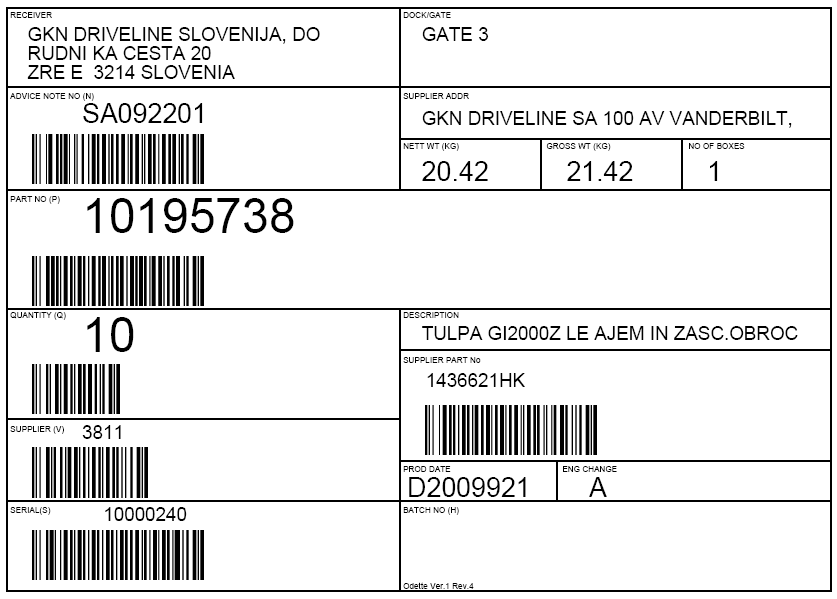 RECEIVER
GKN DRIVELINE SLOVENIJA, DO
RUDNI KA CESTA 20
ZRE E  3214 SLOVENIA
DOCK/GATE
GATE 3
ADVICE NOTE NO (N)
SA092201
SUPPLIER ADDR
GKN DRIVELINE SA 100 AV VANDERBILT,
NETT WT (KG)
20.42
GROSS WT (KG)
21.42
NO OF BOXES
1
PART NO (P)
10195738
QUANTITY (Q)
10
DESCRIPTION
TULPA GI2000Z LE AJEM IN ZASC.OBROC
SUPPLIER PART No
1436621HK
SUPPLIER (V)
3811
PROD DATE
D2009921
ENG CHANGE
A
SERIAL(S)
10000240
BATCH NO (H)
Odette Ver.1 Rev.4